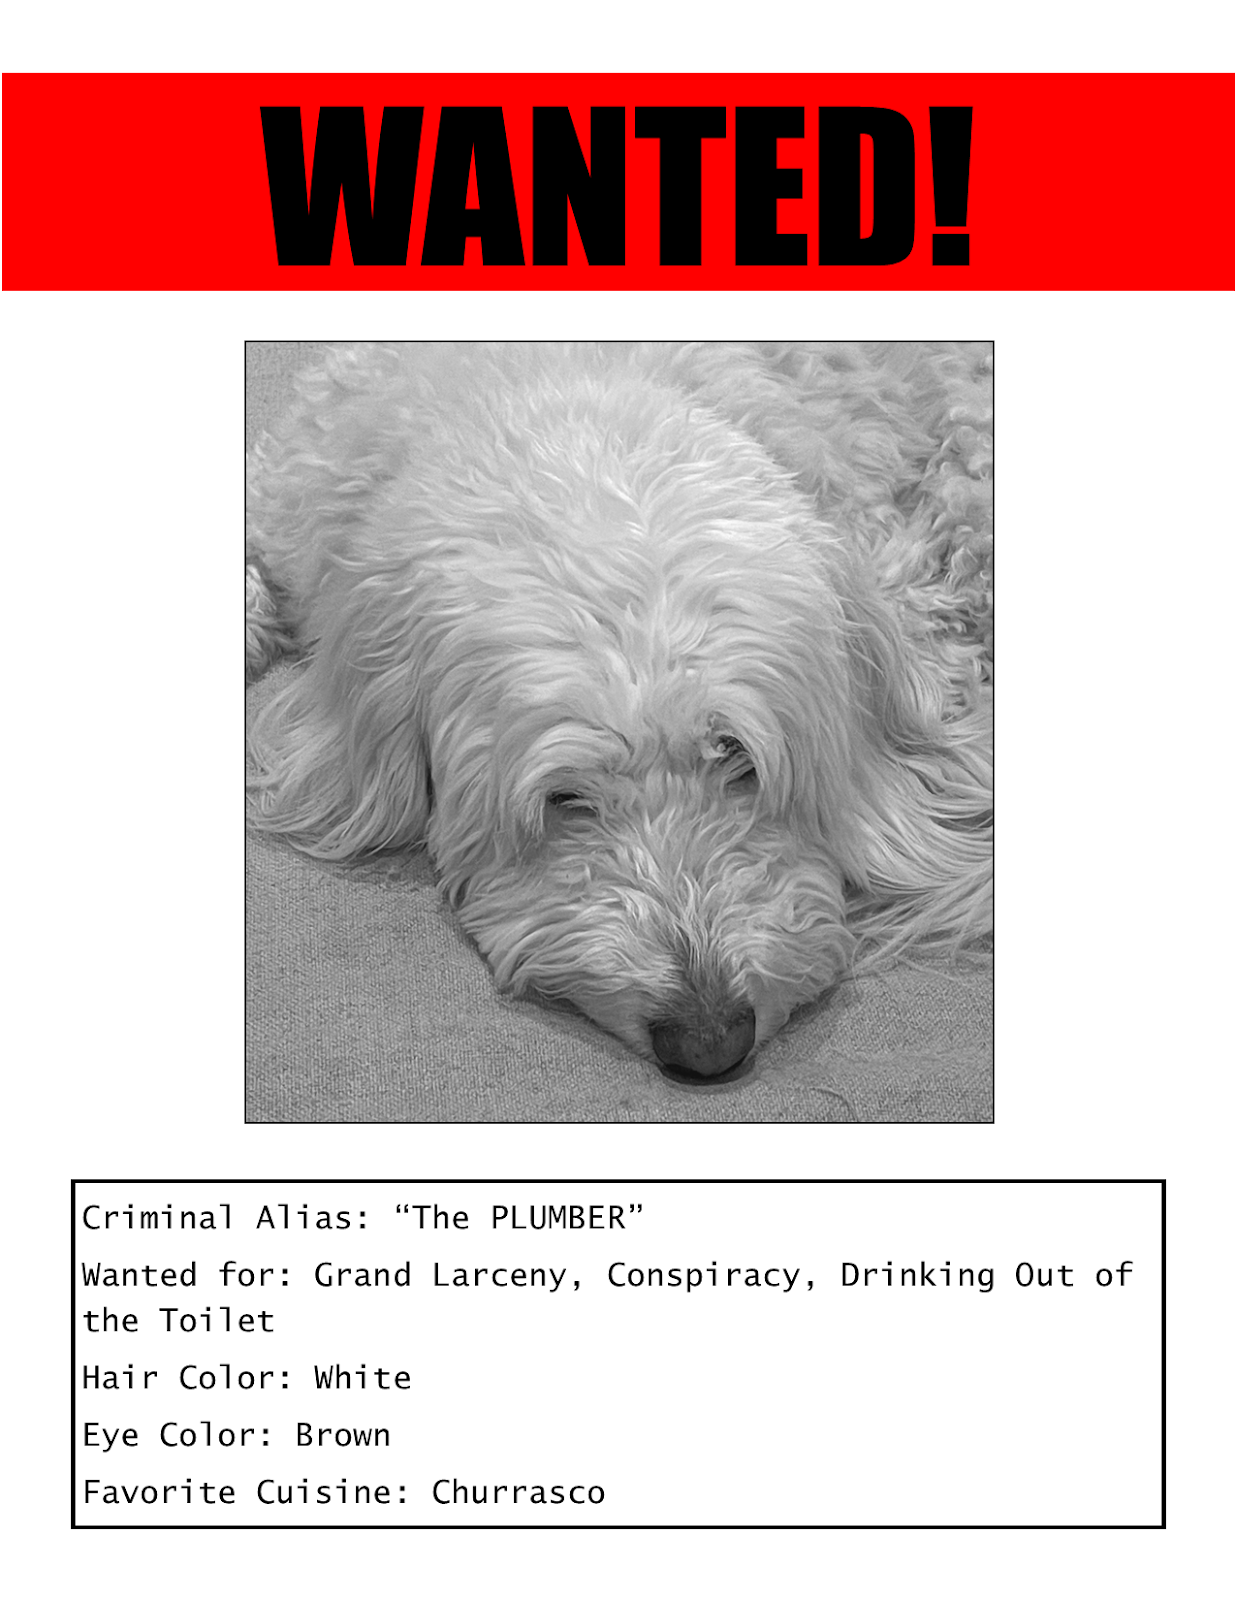 WANTED!
Criminal Alias: “The PLUMBER”
Wanted for: Grand Larceny, Conspiracy, Drinking Out of
the Toilet
Hair Color: White
Eye Color: Brown
Favorite Cuisine: Churrasco